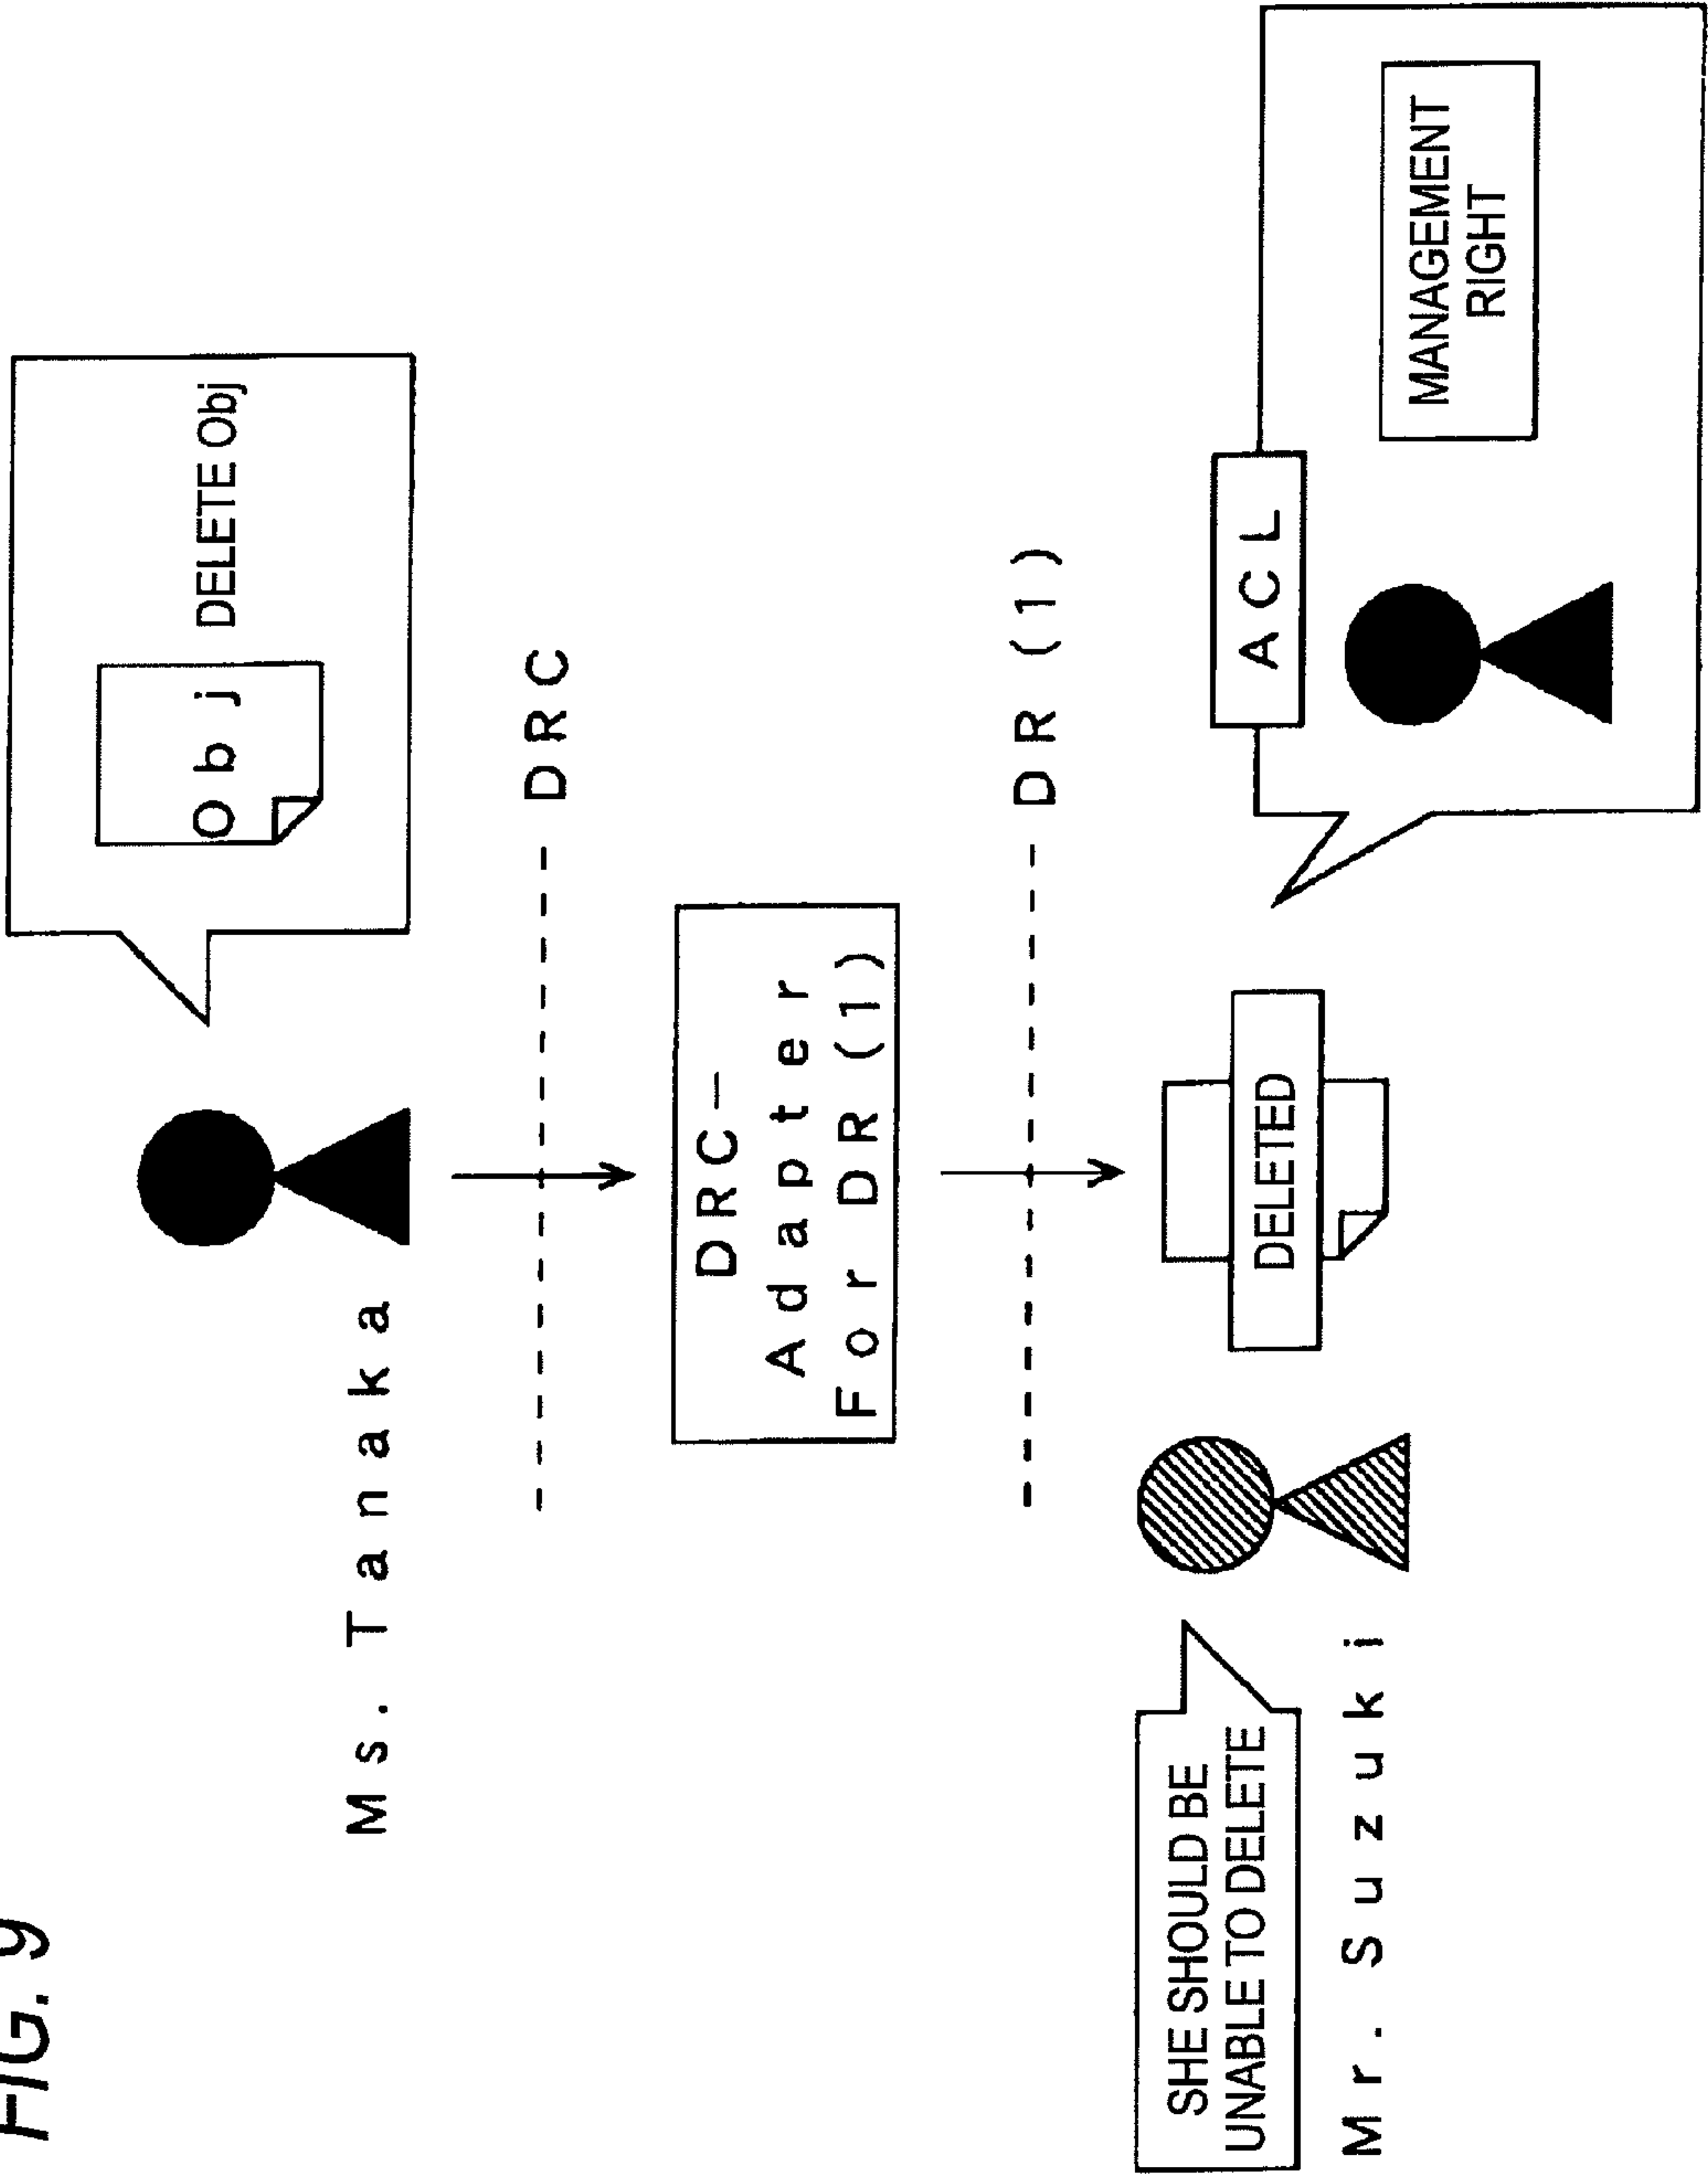 FIG. 9
Obj
DELETE Obj
Ms. Tanaka
DRC
DRC-
Adapter
For DR (1)
DR (1)
SHE SHOULD BE
UNABLE TO DELETE
Mr. Suzuki
DELETED
ACL
MANAGEMENT
RIGHT